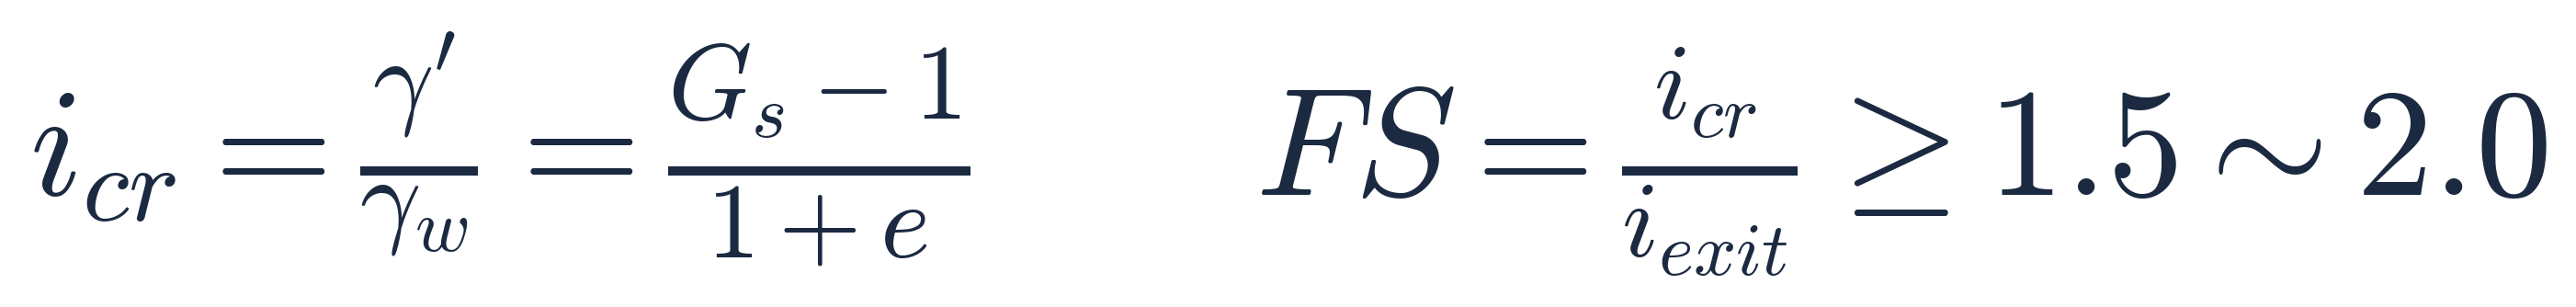 $i_{cr} = \frac{\gamma'}{\gamma_w} = \frac{G_s - 1}{1 + e} \qquad FS = \frac{i_{cr}}{i_{exit}} \geq 1.5 \sim 2.0$